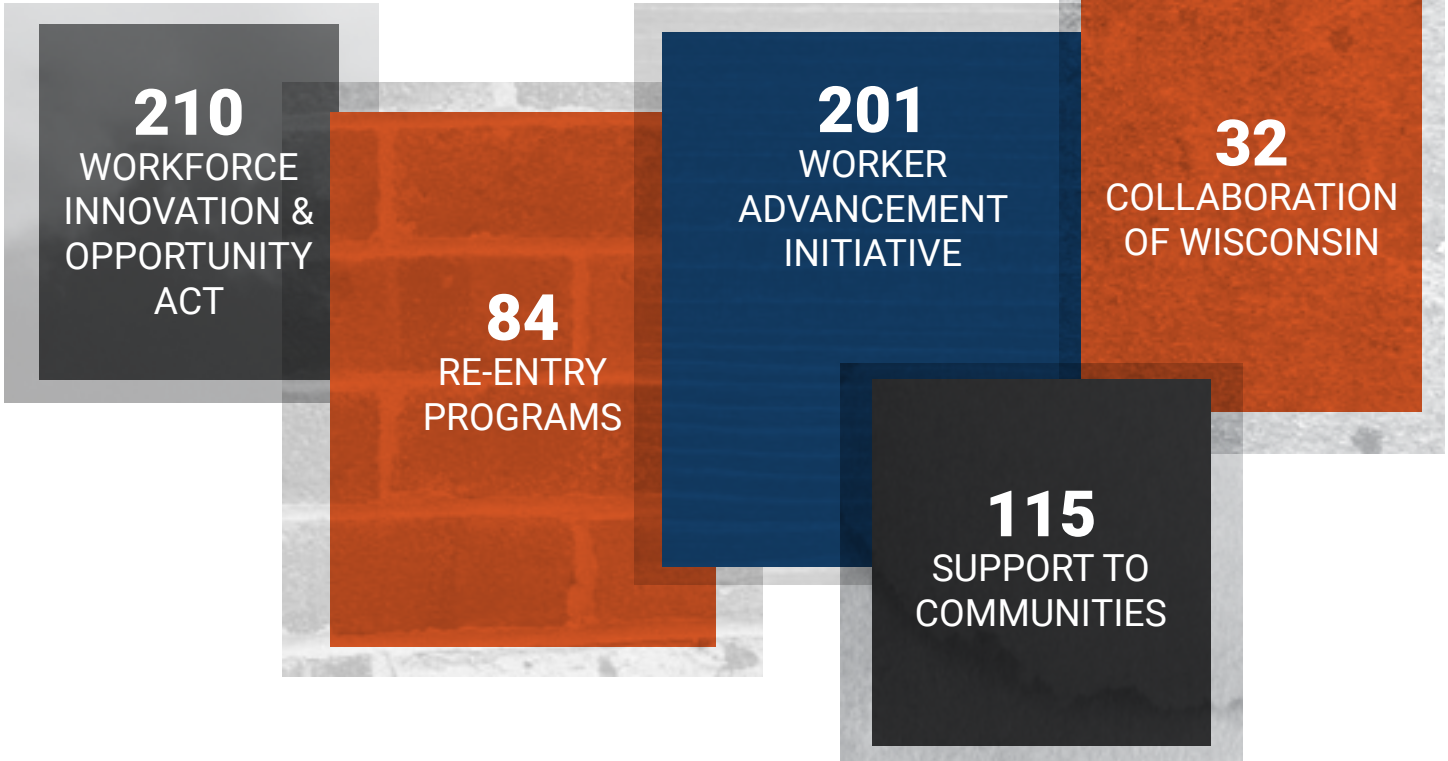 210
WORKFORCE
INNOVATION &
OPPORTUNITY
ACT
84
RE-ENTRY
PROGRAMS
201
WORKER
ADVANCEMENT
INITIATIVE
32
COLLABORATION
OF WISCONSIN
115
SUPPORT TO
COMMUNITIES